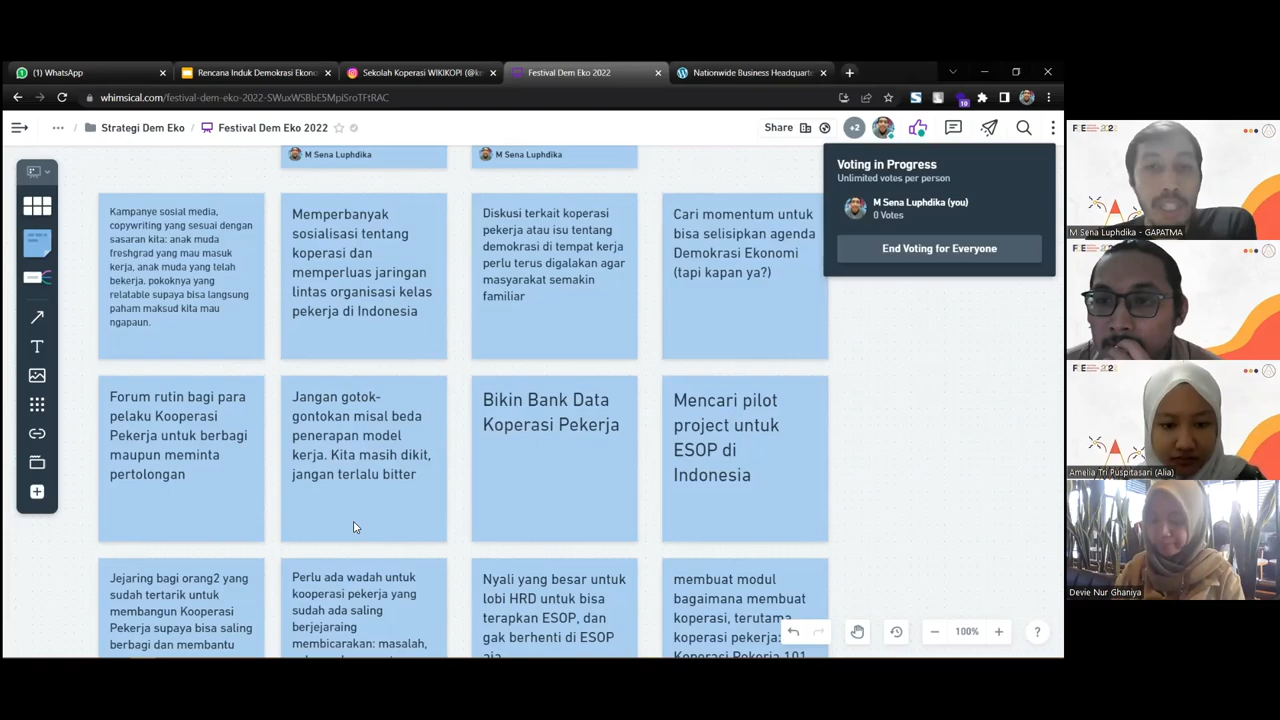 (1) WhatsApp
Rencana Induk Demokrasi Ekono
Sekolah Koperasi WIKIKOPI (@k
Festival Dem Eko 2022
Nationwide Business Headquarte
whimsical.com/festival-dem-eko-2022-SWuxWSBbE5MpiSroTFtRAC
10
Strategi Dem Eko / Festival Dem Eko 2022
Share
+2
M Sena Luphdika
M Sena Luphdika
Voting in Progress
Unlimited votes per person
M Sena Luphdika (you)
0 Votes
End Voting for Everyone
Kampanye sosial media,
copywriting yang sesuai dengan
sasaran kita: anak muda
freshgrad yang mau masuk
kerja, anak muda yang telah
bekerja. pokoknya yang
relatable supaya bisa langsung
paham maksud kita mau
ngapaun.
Memperbanyak
sosialisasi tentang
koperasi dan
memperluas jaringan
lintas organisasi kelas
pekerja di Indonesia
Diskusi terkait koperasi
pekerja atau isu tentang
demokrasi di tempat kerja
perlu terus digalakan agar
masyarakat semakin
familiar
Cari momentum untuk
bisa selisipkan agenda
Demokrasi Ekonomi
(tapi kapan ya?)
Forum rutin bagi para
pelaku Kooperasi
Pekerja untuk berbagi
maupun meminta
pertolongan
Jangan gotok-
gontokan misal beda
penerapan model
kerja. Kita masih dikit,
jangan terlalu bitter
Bikin Bank Data
Koperasi Pekerja
Mencari pilot
project untuk
ESOP di
Indonesia
Jejaring bagi orang2 yang
sudah tertarik untuk
membangun Kooperasi
Pekerja supaya bisa saling
berbagi dan membantu
Perlu ada wadah untuk
kooperasi pekerja yang
sudah ada saling
berjejaraing
membicarakan: masalah,
Nyali yang besar untuk
lobi HRD untuk bisa
terapkan ESOP, dan
gak berhenti di ESOP
aja
membuat modul
bagaimana membuat
koperasi, terutama
koperasi pekerja:
Koperasi Pekerja 101
100%
M Sena Luphdika - GAPATMA
Amelia Tri Puspitasari (Alia)
Devie Nur Ghaniya